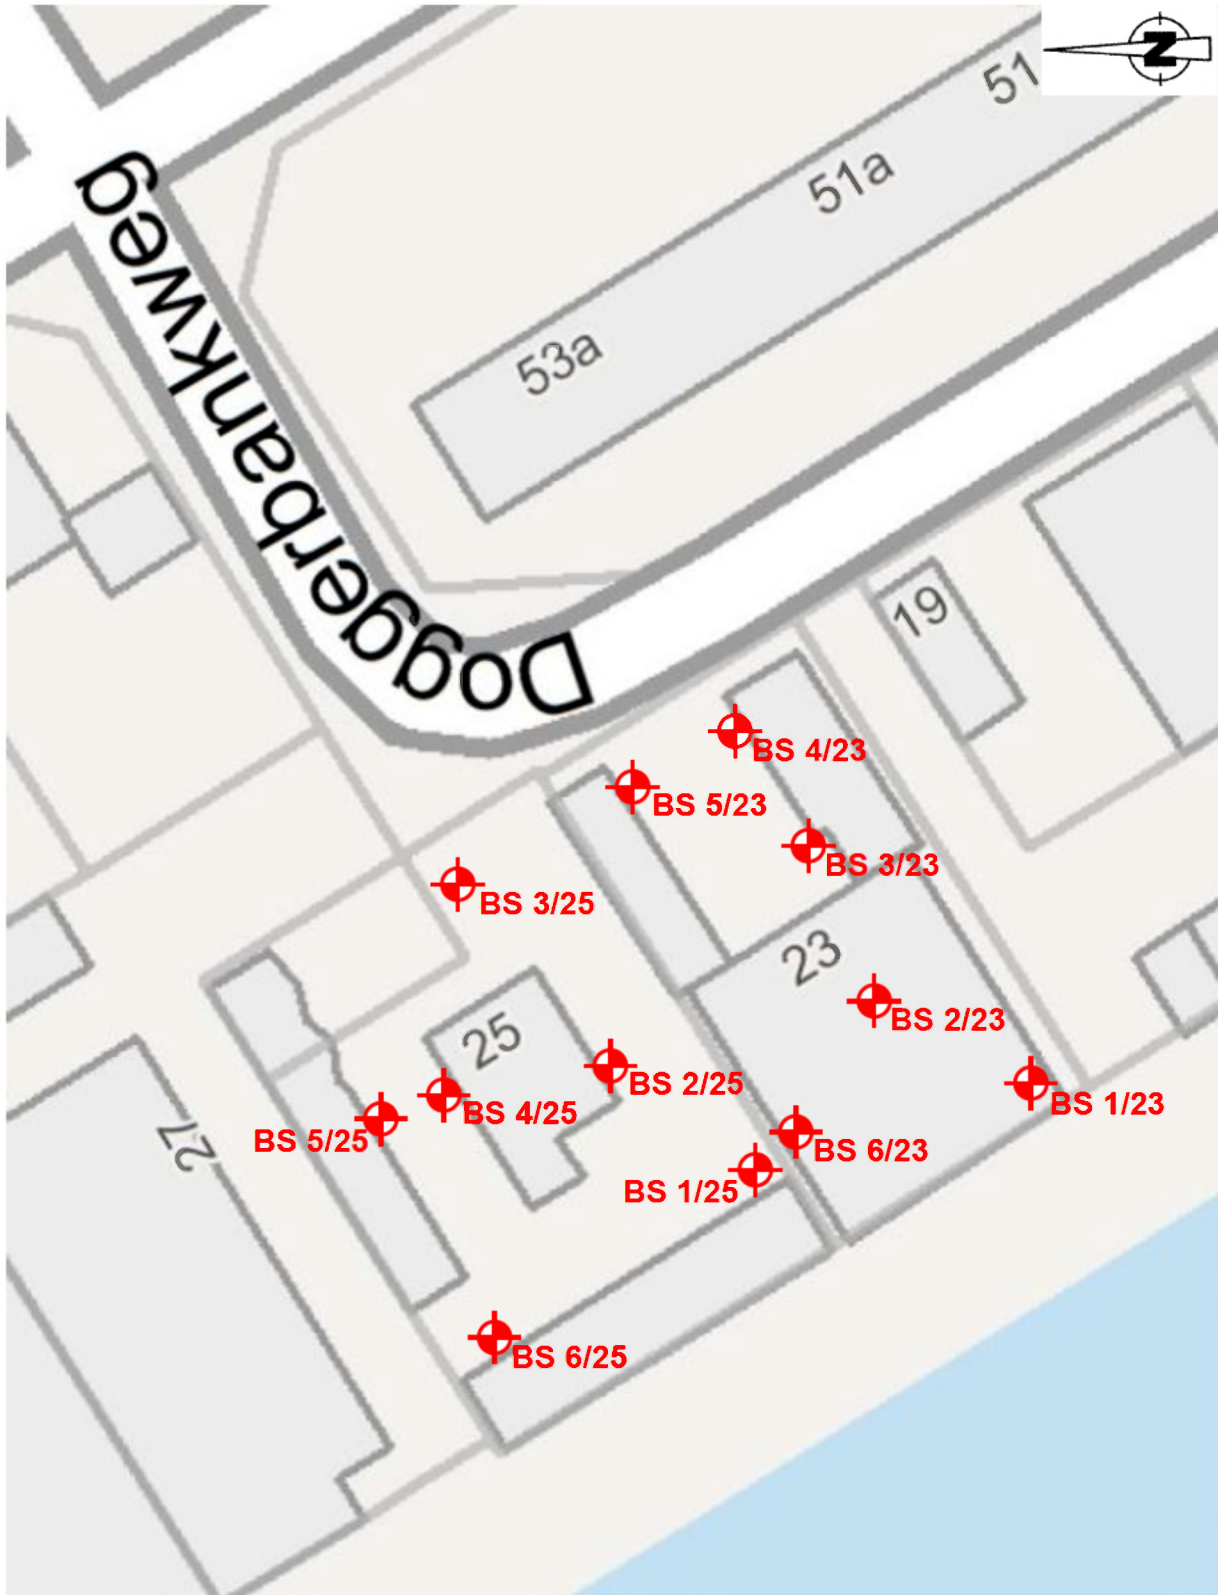 N
51
51a
53a
Doggerbankweg
19
BS 4/23
BS 5/23
BS 3/23
BS 3/25
23
BS 2/23
25
BS 2/25
BS 1/23
BS 4/25
27
BS 5/25
BS 6/23
BS 1/25
BS 6/25